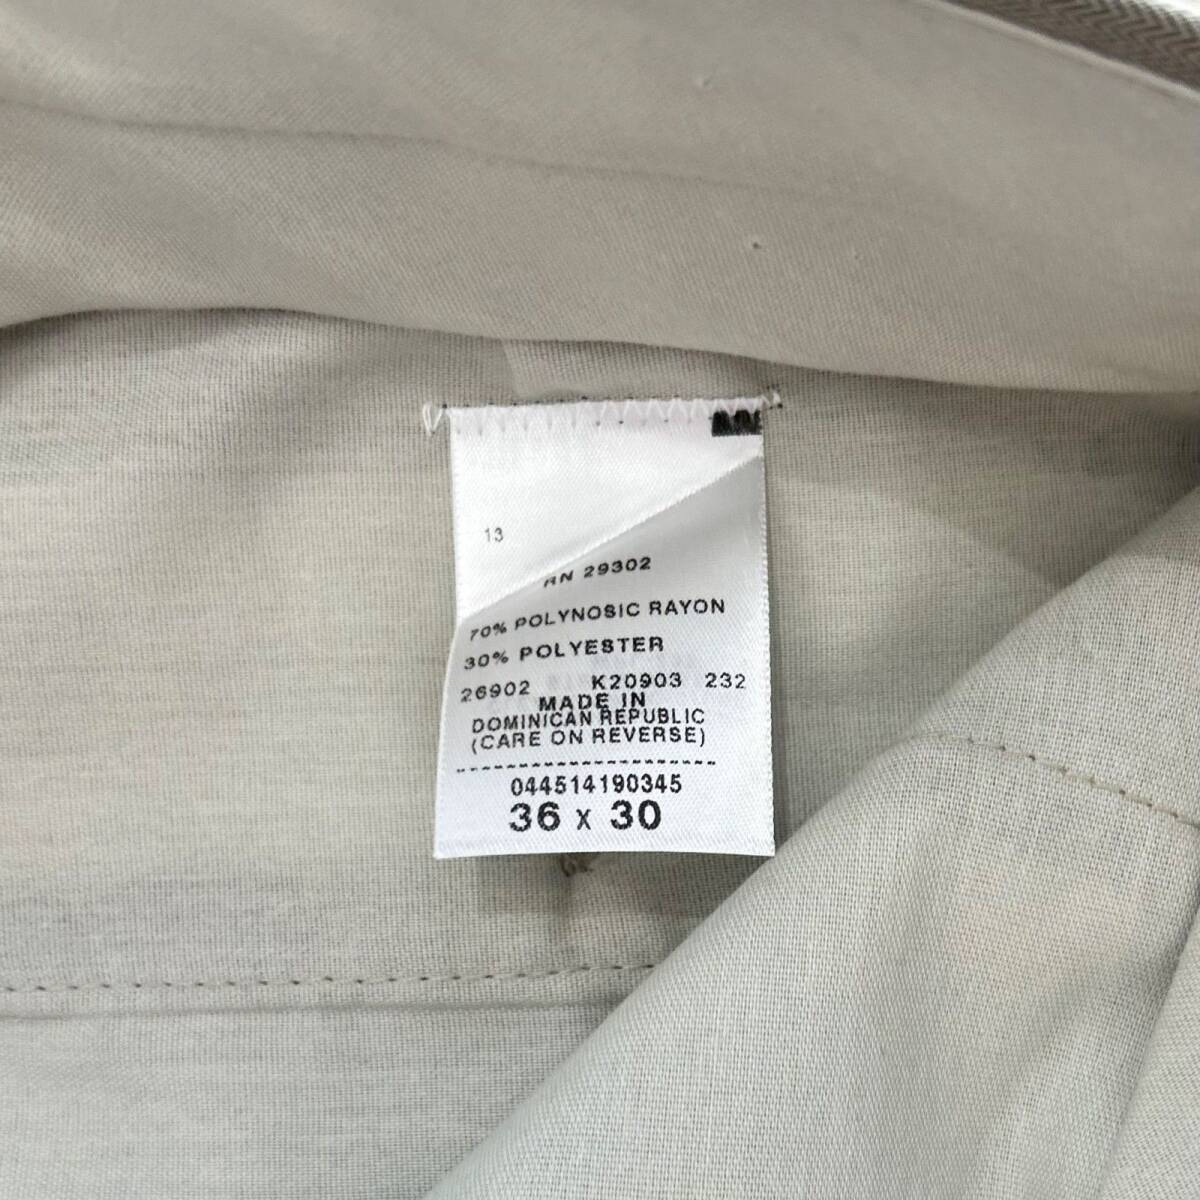 13
RN 29302
70% POLYNOSIC RAYON
30% POLYESTER
26902 K20903 232
MADE IN
DOMINICAN REPUBLIC
(CARE ON REVERSE)
044514190345
36 x 30